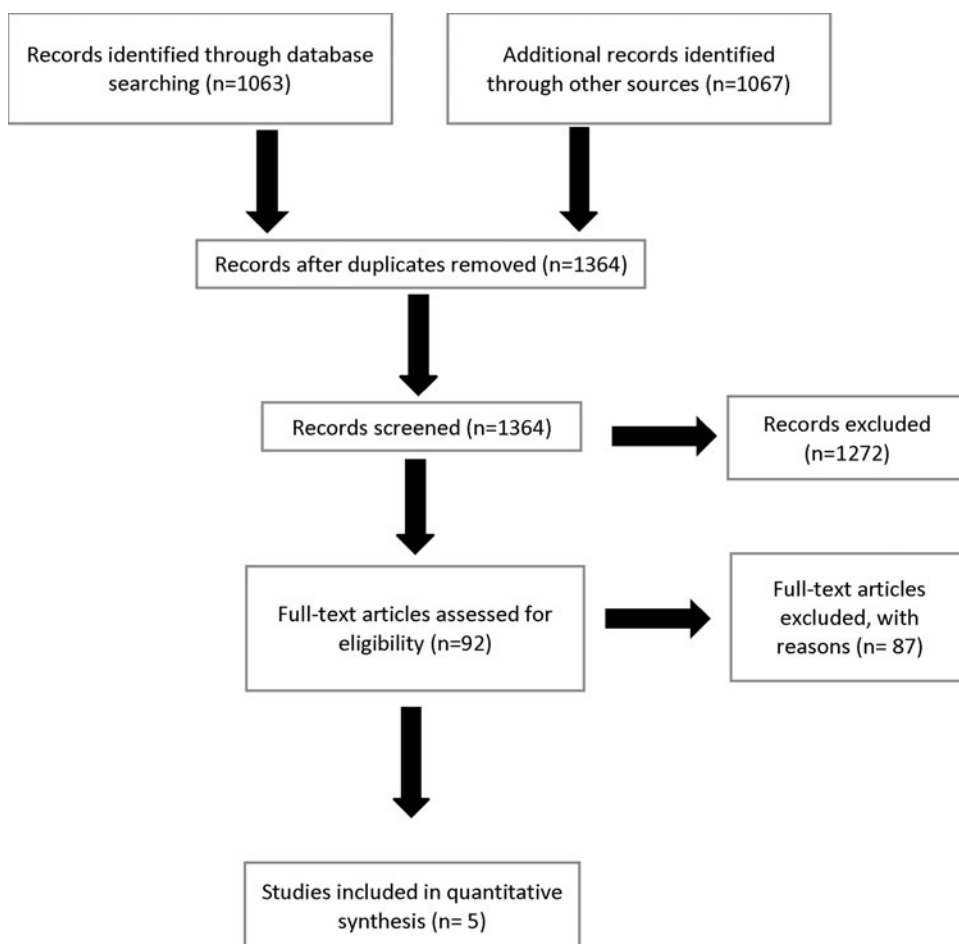 Records identified through database
searching (n=1063)
Additional records identified
through other sources (n=1067)
Records after duplicates removed (n=1364)
Records screened (n=1364)
Records excluded
(n=1272)
Full-text articles assessed for
eligibility (n=92)
Full-text articles
excluded, with
reasons (n= 87)
Studies included in quantitative
synthesis (n= 5)